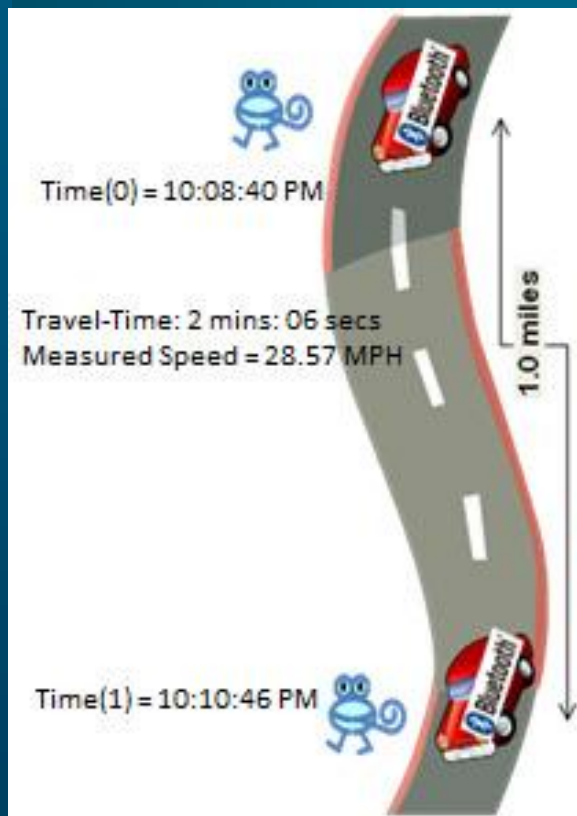 Bluetooth
Time(0) = 10:08:40 PM
Travel-Time: 2 mins: 06 secs
Measured Speed = 28.57 MPH
1.0 miles
Time(1) = 10:10:46 PM
Bluetooth